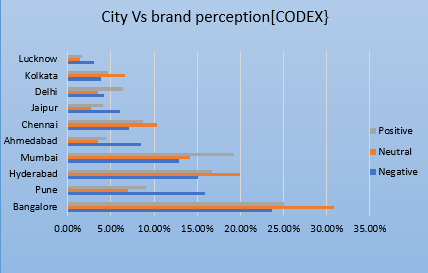 City Vs brand perception[CODEX}
Lucknow
Kolkata
Delhi
Jaipur
Chennai
Ahmedabad
Mumbai
Hyderabad
Pune
Bangalore
Positive
Neutral
Negative
0.00% 5.00% 10.00% 15.00% 20.00% 25.00% 30.00% 35.00%